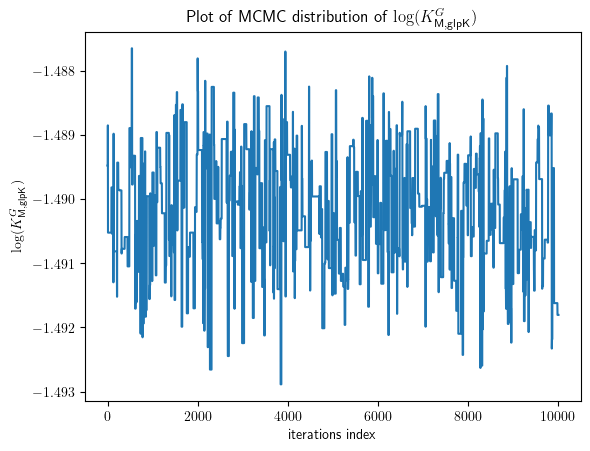 Plot of MCMC distribution of log(K^G_M,glpK)
log(K^G_M,glpK)
−1.488
−1.489
−1.490
−1.491
−1.492
−1.493
0 2000 4000 6000 8000 10000
iterations index